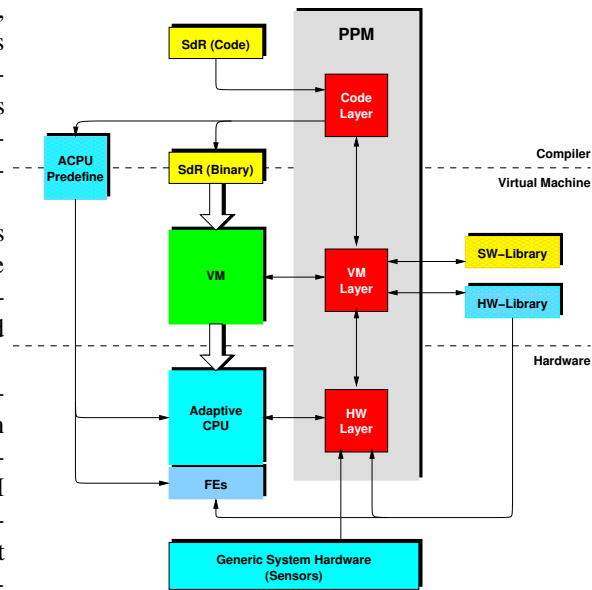 ,
s
-
s
-
-
s
e
-
d
-
n
-
I
-
t
-
PPM
SdR (Code)
Code
Layer
ACPU
Predefine
SdR (Binary)
Compiler
Virtual Machine
VM
VM
Layer
SW−Library
HW−Library
Hardware
Adaptive
CPU
HW
Layer
FEs
Generic System Hardware
(Sensors)